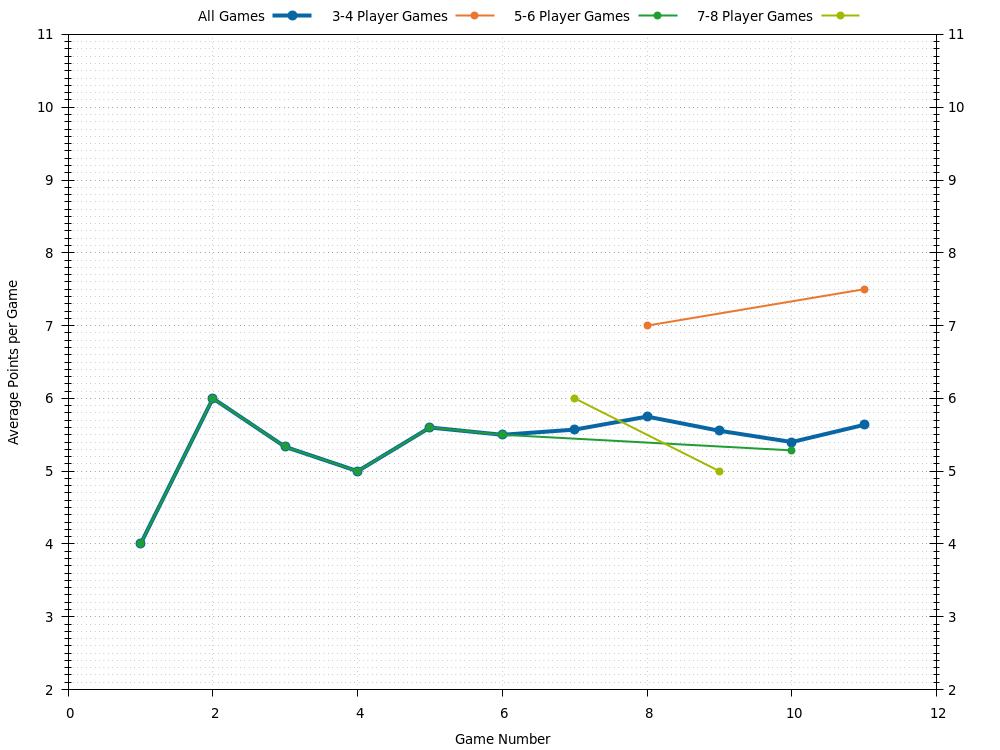 All Games 3-4 Player Games 5-6 Player Games 7-8 Player Games
11 11
10 10
9 9
8 8
7 7
6 6
5 5
4 4
3 3
2 2
Average Points per Game
0 2 4 6 8 10 12
Game Number